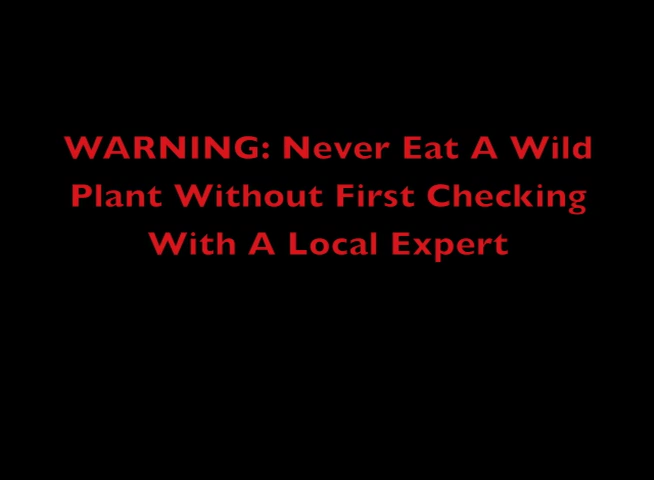 WARNING: Never Eat A Wild
Plant Without First Checking
With A Local Expert